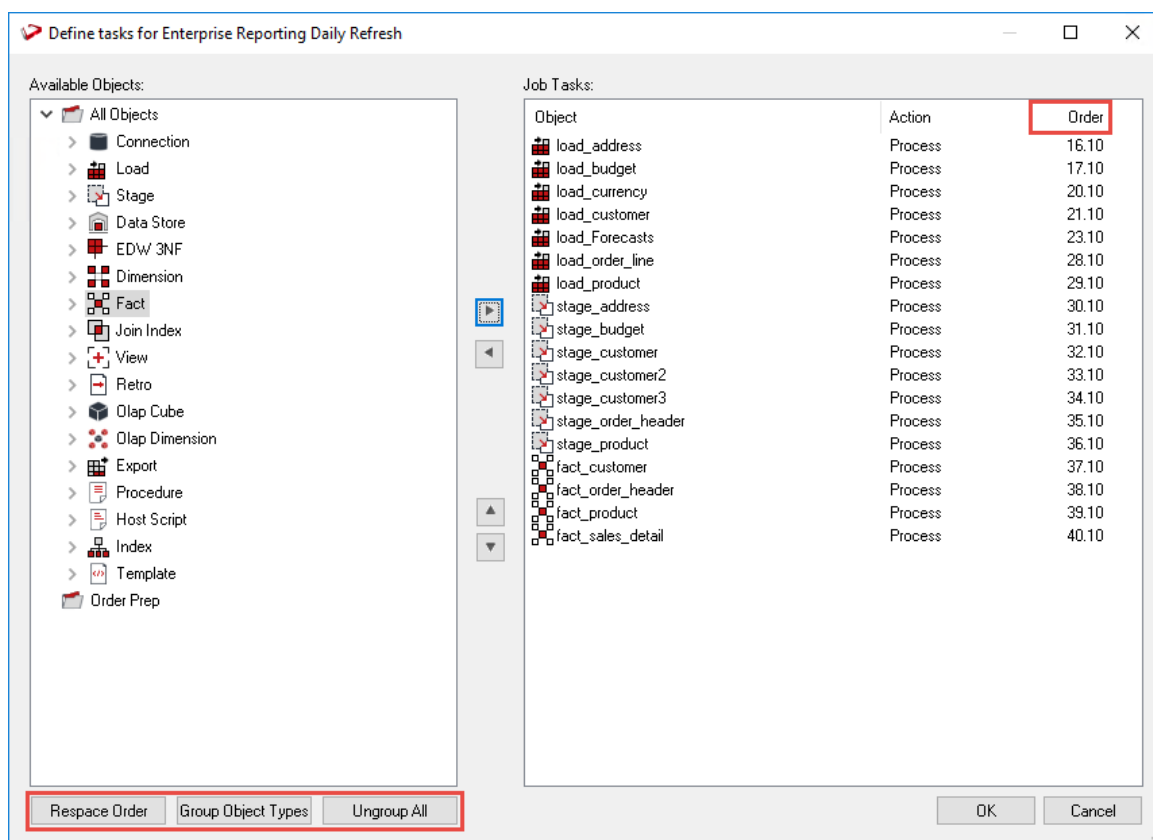 Define tasks for Enterprise Reporting Daily Refresh
Available Objects:
All Objects
Connection
Load
Stage
Data Store
EDW 3NF
Dimension
Fact
Join Index
View
Retro
Olap Cube
Olap Dimension
Export
Procedure
Host Script
Index
Template
Order Prep
Respace Order Group Object Types Ungroup All
Job Tasks:
Object Action Order
load_address Process 16.10
load_budget Process 17.10
load_currency Process 20.10
load_customer Process 21.10
load_Forecasts Process 23.10
load_order_line Process 28.10
load_product Process 29.10
stage_address Process 30.10
stage_budget Process 31.10
stage_customer Process 32.10
stage_customer2 Process 33.10
stage_customer3 Process 34.10
stage_order_header Process 35.10
stage_product Process 36.10
fact_customer Process 37.10
fact_order_header Process 38.10
fact_product Process 39.10
fact_sales_detail Process 40.10
OK Cancel